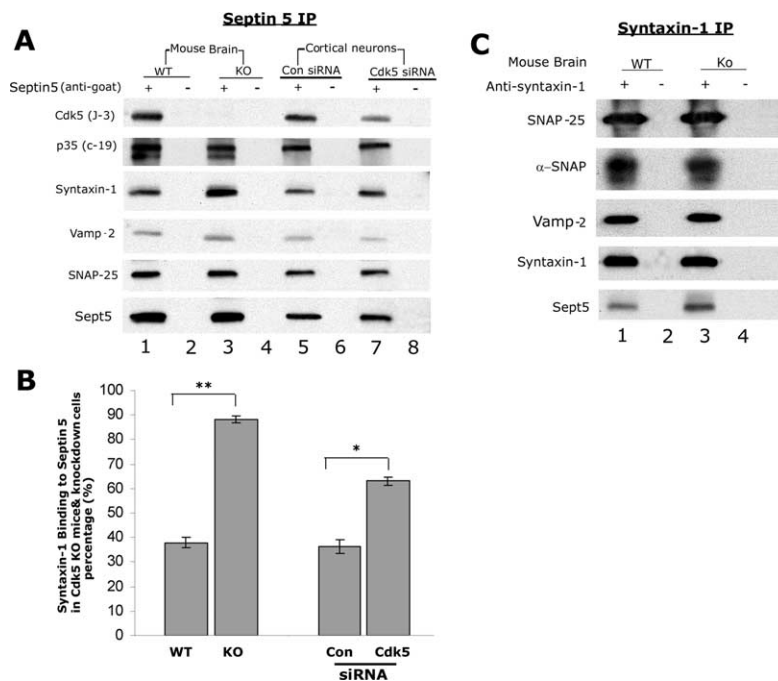 Septin 5 IP
A
Mouse Brain
Cortical neurons
WT
KO
Con siRNA
Cdk5 siRNA
Septin5 (anti-goat) + - + - + - + -
Cdk5 (J-3)
p35 (c-19)
Syntaxin-1
Vamp-2
SNAP-25
Sept5
1 2 3 4 5 6 7 8
B
Syntaxin-1 Binding to Septin 5
in Cdk5 KO mice& knockdown cells
percentage (%)
100
90
80
70
60
50
40
30
20
10
0
**
*
WT KO Con Cdk5
siRNA
Syntaxin-1 IP
C
Mouse Brain WT Ko
Anti-syntaxin-1 + - + -
SNAP-25
α-SNAP
Vamp-2
Syntaxin-1
Sept5
1 2 3 4